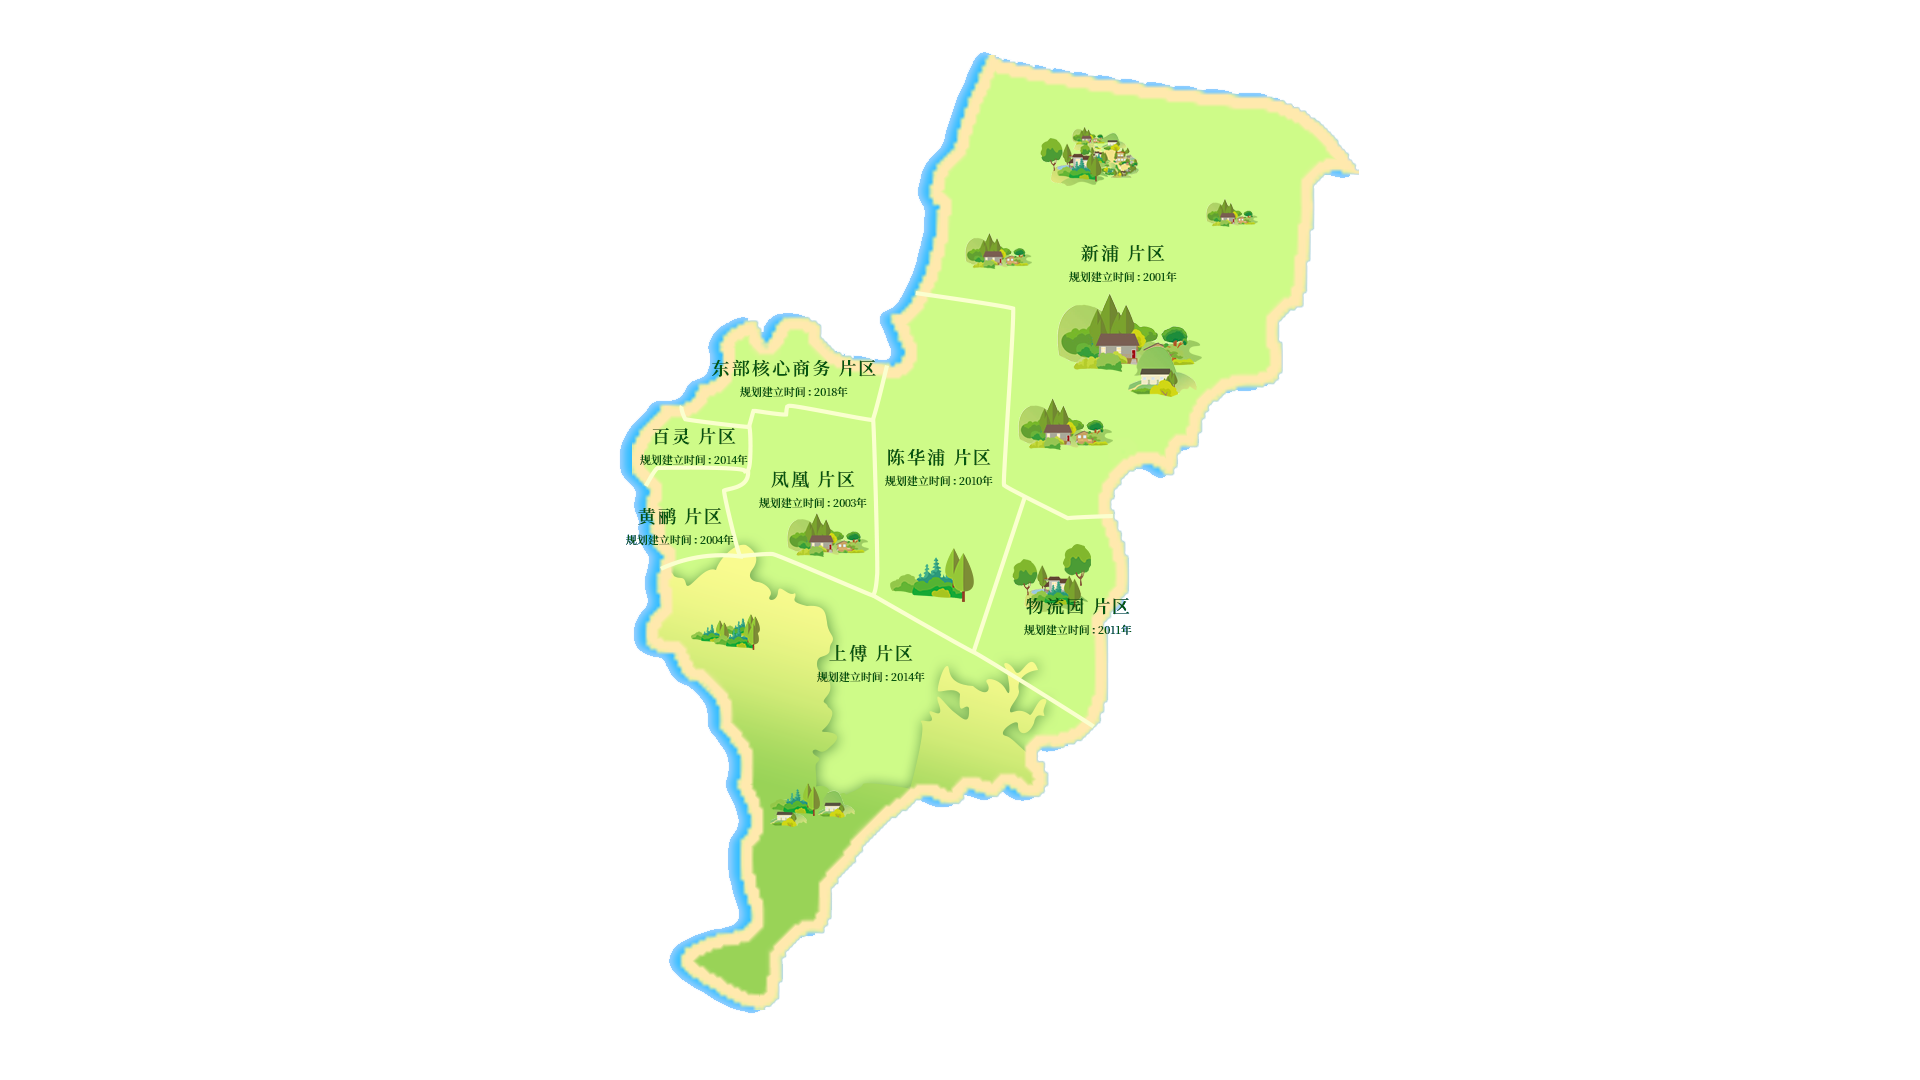 新浦 片区
规划建立时间 : 2001年
东部核心商务 片区
规划建立时间 : 2018年
百灵 片区
规划建立时间 : 2014年
陈华浦 片区
规划建立时间 : 2010年
凤凰 片区
规划建立时间 : 2003年
黄鹂 片区
规划建立时间 : 2004年
物流园 片区
规划建立时间 : 2011年
上傅 片区
规划建立时间 : 2014年